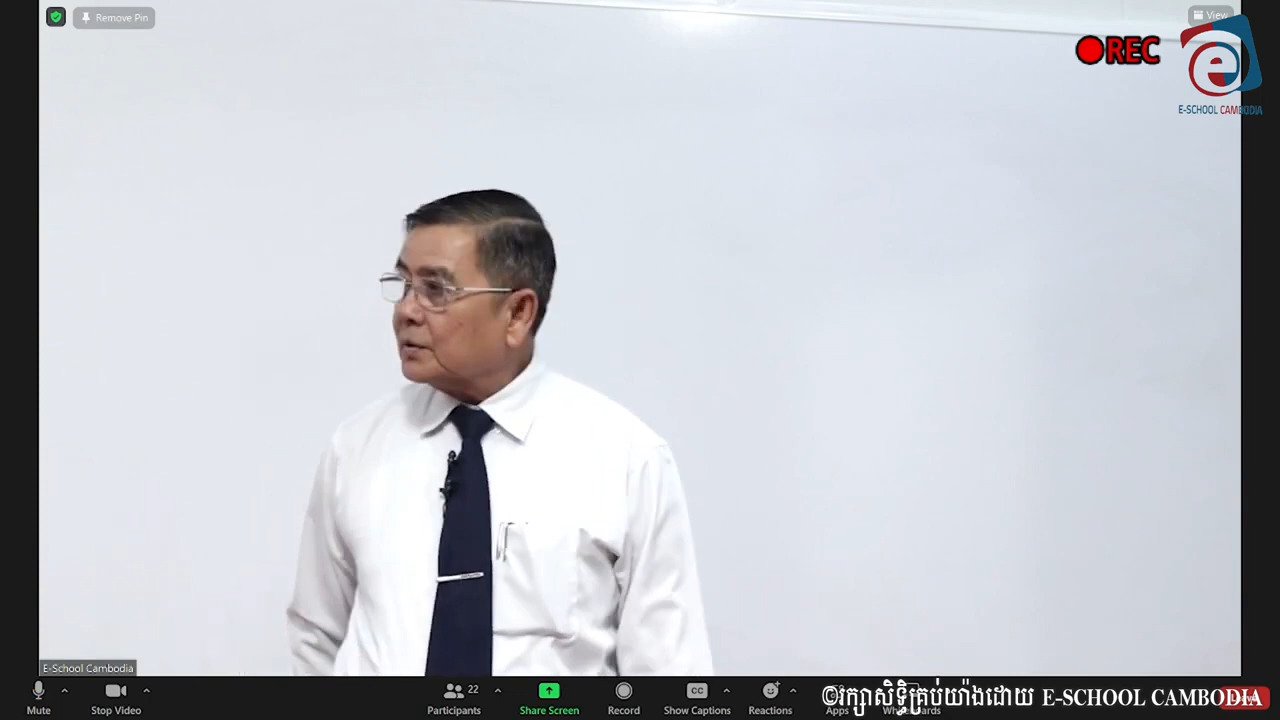 Remove Pin
View
REC
e
E-SCHOOL CAMBODIA
E-School Cambodia
22
CC
Mute
Stop Video
Participants
Share Screen
Record
Show Captions
Reactions
Apps
Whiteboards
©រក្សាសិទ្ធិគ្រប់យ៉ាងដោយ E-SCHOOL CAMBODIA